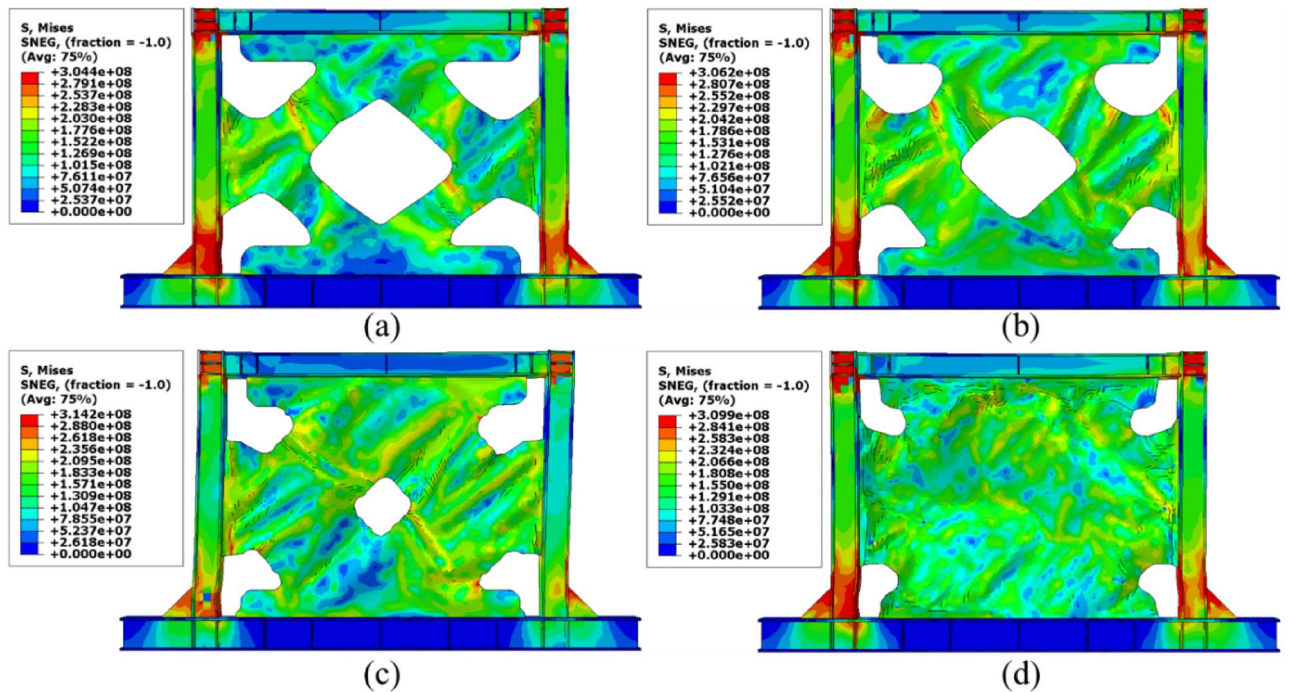 S, Mises
SNEG, (fraction = -1.0)
(Avg: 75%)
+3.044e+08
+2.791e+08
+2.537e+08
+2.283e+08
+2.030e+08
+1.776e+08
+1.522e+08
+1.269e+08
+1.015e+08
+7.611e+07
+5.074e+07
+2.537e+07
+0.000e+00
(a)
S, Mises
SNEG, (fraction = -1.0)
(Avg: 75%)
+3.062e+08
+2.807e+08
+2.552e+08
+2.297e+08
+2.042e+08
+1.786e+08
+1.531e+08
+1.276e+08
+1.021e+08
+7.656e+07
+5.104e+07
+2.552e+07
+0.000e+00
(b)
S, Mises
SNEG, (fraction = -1.0)
(Avg: 75%)
+3.142e+08
+2.880e+08
+2.618e+08
+2.356e+08
+2.095e+08
+1.833e+08
+1.571e+08
+1.309e+08
+1.047e+08
+7.855e+07
+5.237e+07
+2.618e+07
+0.000e+00
(c)
S, Mises
SNEG, (fraction = -1.0)
(Avg: 75%)
+3.099e+08
+2.841e+08
+2.583e+08
+2.324e+08
+2.066e+08
+1.808e+08
+1.550e+08
+1.291e+08
+1.033e+08
+7.748e+07
+5.165e+07
+2.583e+07
+0.000e+00
(d)